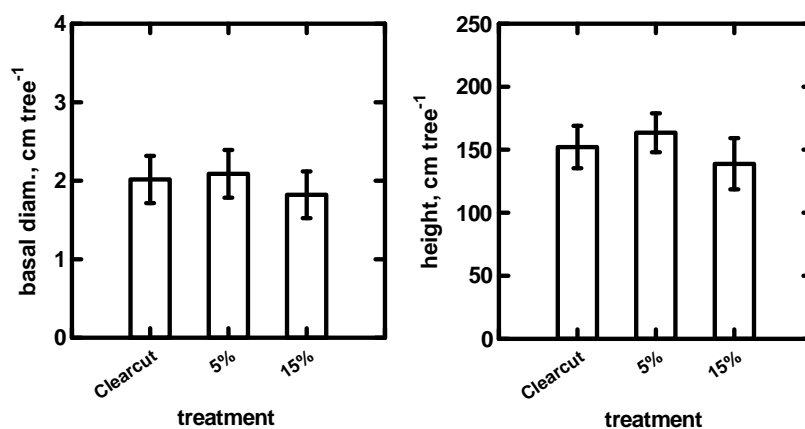 basal diam., cm tree-1
4
3
2
1
0
Clearcut
5%
15%
treatment
height, cm tree-1
250
200
150
100
50
0
Clearcut
5%
15%
treatment